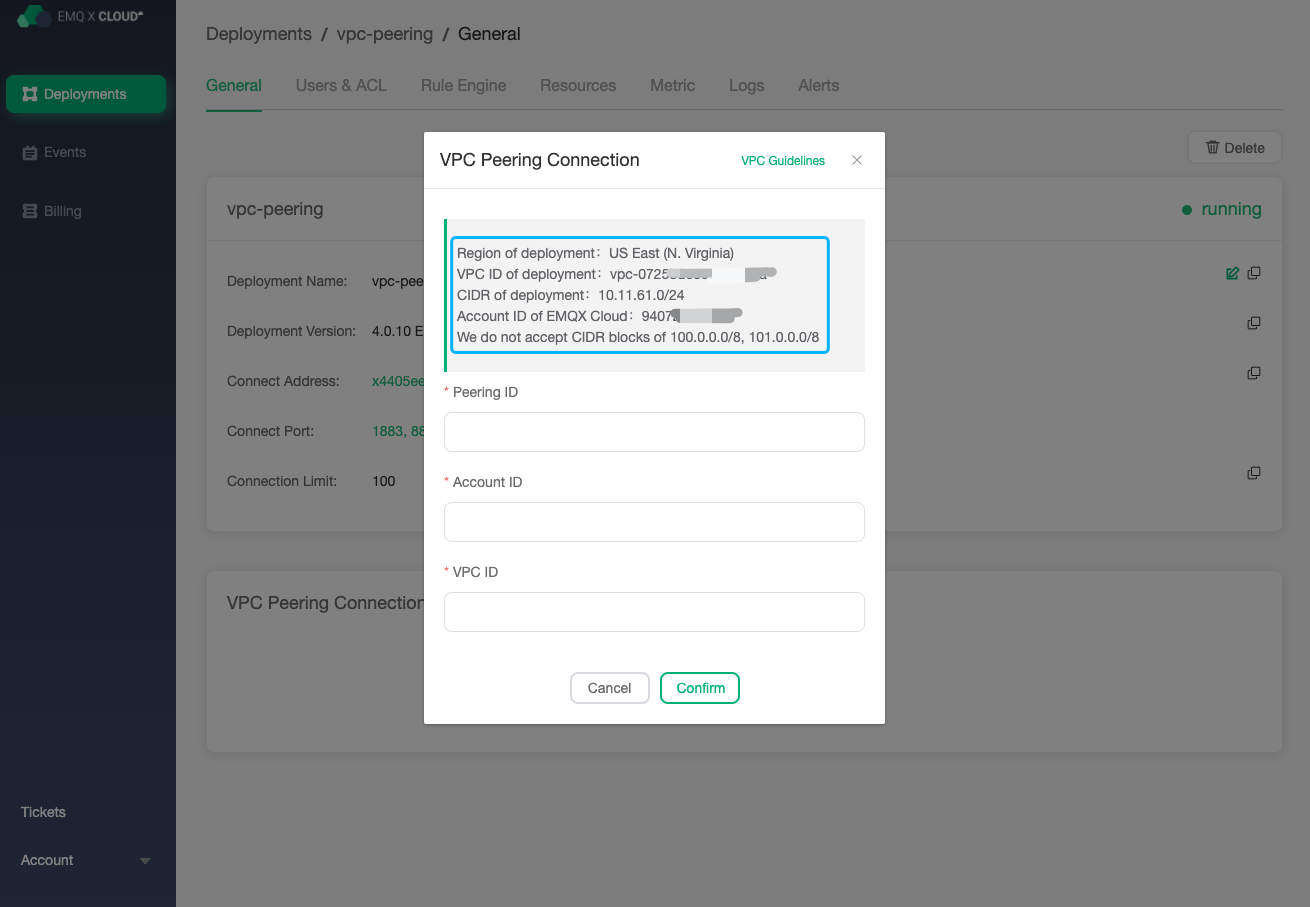 EMQ X CLOUD
Deployments / vpc-peering / General
General Users & ACL Rule Engine Resources Metric Logs Alerts
Deployments
Events
Billing
Tickets
Account
Delete
vpc-peering
running
Deployment Name: vpc-pee
Deployment Version: 4.0.10 E
Connect Address: x4405ee
Connect Port: 1883, 88
Connection Limit: 100
VPC Peering Connection
VPC Peering Connection
VPC Guidelines
Region of deployment： US East (N. Virginia)
VPC ID of deployment： vpc-0725
CIDR of deployment： 10.11.61.0/24
Account ID of EMQX Cloud： 9407
We do not accept CIDR blocks of 100.0.0.0/8, 101.0.0.0/8
* Peering ID
* Account ID
* VPC ID
Cancel
Confirm